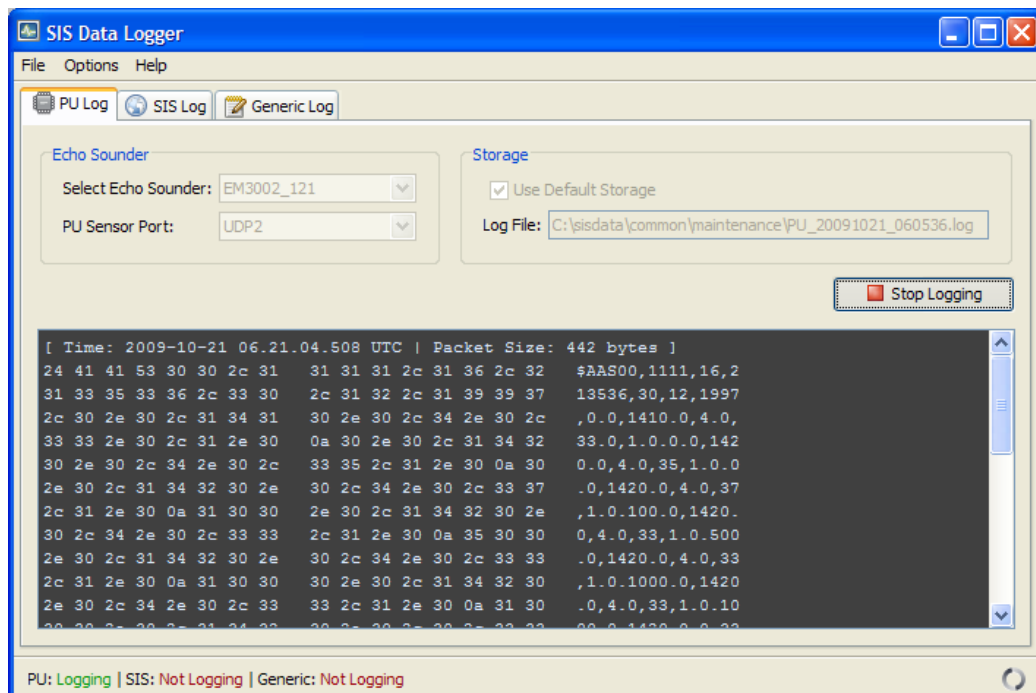 SIS Data Logger
File Options Help
PU Log SIS Log Generic Log
Echo Sounder
Select Echo Sounder: EM3002_121
PU Sensor Port: UDP2
Storage
Use Default Storage
Log File: C:\sisdata\common\maintenance\PU_20091021_060536.log
Stop Logging
[ Time: 2009-10-21 06.21.04.508 UTC | Packet Size: 442 bytes ]
24 41 41 53 30 30 2c 31 31 31 31 2c 31 36 2c 32 $AAS00,1111,16,2
31 33 35 33 36 2c 33 30 2c 31 32 2c 31 39 39 37 13536,30,12,1997
2c 30 2e 30 2c 31 34 31 30 2e 30 2c 34 2e 30 2c ,0.0,1410.0,4.0,
33 33 2e 30 2c 31 2e 30 0a 30 2e 30 2c 31 34 32 33.0,1.0.0.0,142
30 2e 30 2c 34 2e 30 2c 33 35 2c 31 2e 30 0a 30 0.0,4.0,35,1.0.0
2e 30 2c 31 34 32 30 2e 30 2c 34 2e 30 2c 33 37 .0,1420.0,4.0,37
2c 31 2e 30 0a 31 30 30 2e 30 2c 31 34 32 30 2e ,1.0.100.0,1420.
30 2c 34 2e 30 2c 33 33 2c 31 2e 30 0a 35 30 30 0,4.0,33,1.0.500
2e 30 2c 31 34 32 30 2e 30 2c 34 2e 30 2c 33 33 .0,1420.0,4.0,33
2c 31 2e 30 0a 31 30 30 30 2e 30 2c 31 34 32 30 ,1.0.1000.0,1420
2e 30 2c 34 2e 30 2c 33 33 2c 31 2e 30 0a 31 30 .0,4.0,33,1.0.10
PU: Logging | SIS: Not Logging | Generic: Not Logging